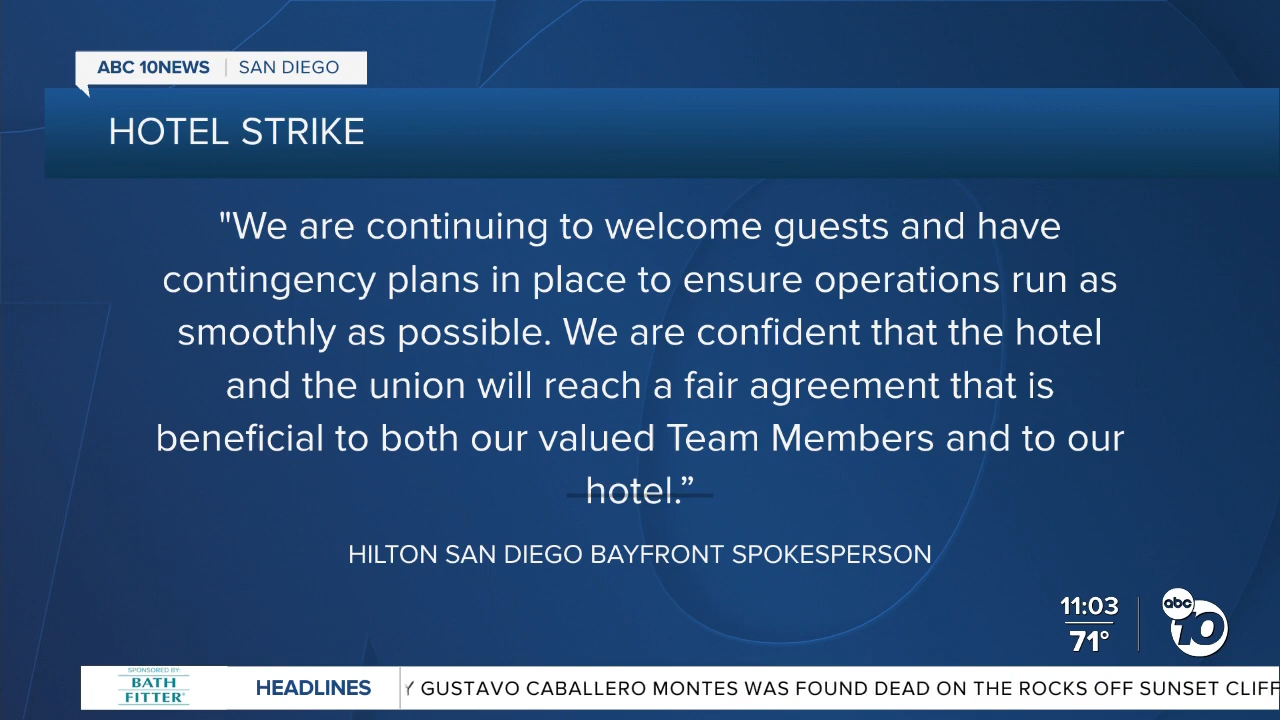 ABC 10NEWS | SAN DIEGO
HOTEL STRIKE
"We are continuing to welcome guests and have
contingency plans in place to ensure operations run as
smoothly as possible. We are confident that the hotel
and the union will reach a fair agreement that is
beneficial to both our valued Team Members and to our
hotel.”
HILTON SAN DIEGO BAYFRONT SPOKESPERSON
11:03
71°
abc
10
SPONSORED BY:
BATH
FITTER®
HEADLINES
Y GUSTAVO CABALLERO MONTES WAS FOUND DEAD ON THE ROCKS OFF SUNSET CLIFF